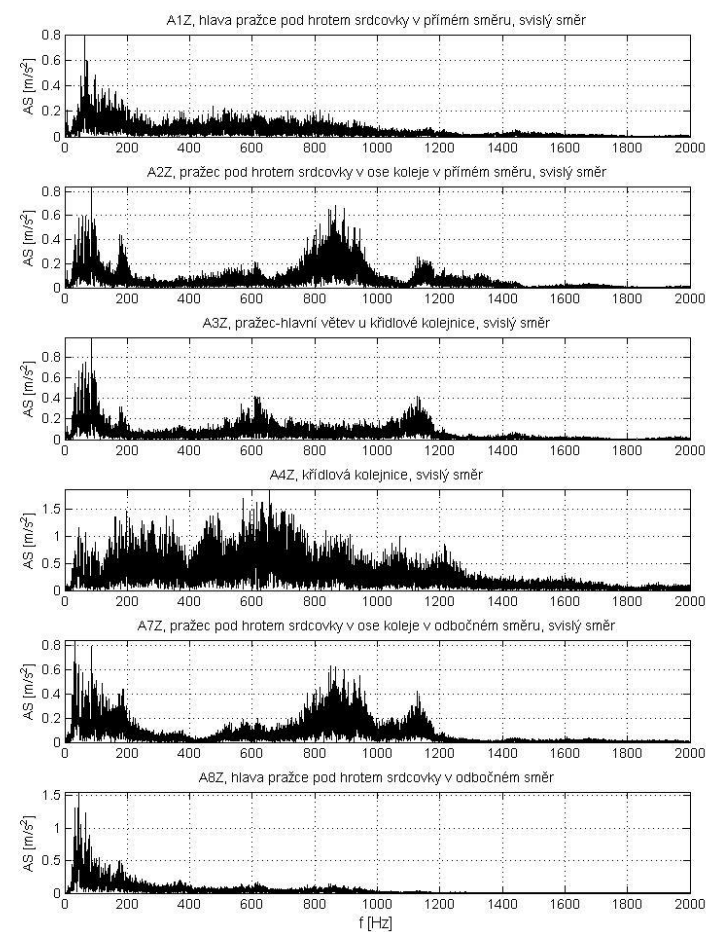 A1Z, hlava pražce pod hrotem srdcovky v přímém směru, svislý směr
AS [m/s²]
0.8
0.6
0.4
0.2
0
0 200 400 600 800 1000 1200 1400 1600 1800 2000
A2Z, pražec pod hrotem srdcovky v ose koleje v přímém směru, svislý směr
AS [m/s²]
0.8
0.6
0.4
0.2
0
0 200 400 600 800 1000 1200 1400 1600 1800 2000
A3Z, pražec-hlavní větev u křidlové kolejnice, svislý směr
AS [m/s²]
0.8
0.6
0.4
0.2
0
0 200 400 600 800 1000 1200 1400 1600 1800 2000
A4Z, křídlová kolejnice, svislý směr
AS [m/s²]
1.5
1
0.5
0
0 200 400 600 800 1000 1200 1400 1600 1800 2000
A7Z, pražec pod hrotem srdcovky v ose koleje v odbočném směru, svislý směr
AS [m/s²]
0.8
0.6
0.4
0.2
0
0 200 400 600 800 1000 1200 1400 1600 1800 2000
A8Z, hlava pražce pod hrotem srdcovky v odbočném směr
AS [m/s²]
1.5
1
0.5
0
0 200 400 600 800 1000 1200 1400 1600 1800 2000
f [Hz]